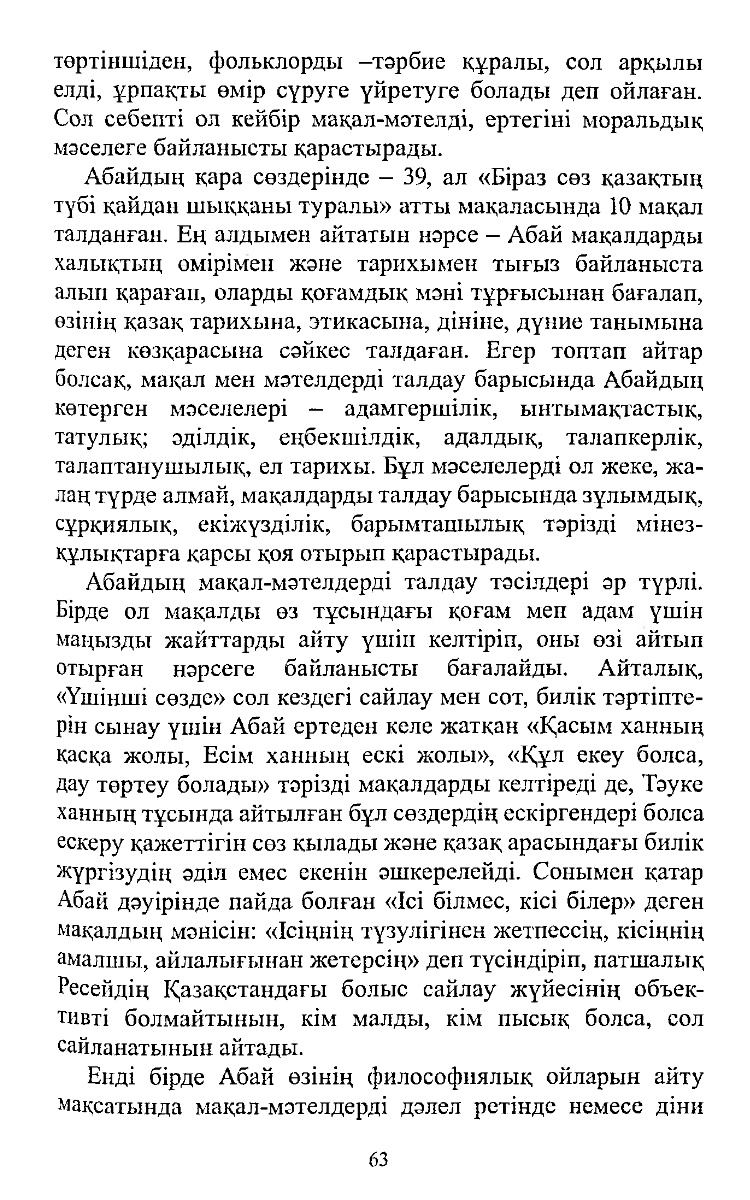 төртіншіден, фольклорды –тәрбие құралы, сол арқылы
елді, ұрпақты өмір сүруге үйретуге болады деп ойлаған.
Сол себепті ол кейбір мақал-мәтелді, ертегіні моральдық
мәселеге байланысты қарастырады.
Абайдың қара сөздерінде – 39, ал «Біраз сөз қазақтың
түбі қайдан шыққаны туралы» атты мақаласында 10 мақал
талданған. Ең алдымен айтатын нәрсе – Абай мақалдарды
халықтың өмірімен және тарихымен тығыз байланыста
алып қараған, оларды қоғамдық мәні тұрғысынан бағалап,
өзінің қазақ тарихына, этикасына, дініне, дүние танымына
деген көзқарасына сәйкес талдаған. Егер топтап айтар
болсақ, мақал мен мәтелдерді талдау барысында Абайдың
көтерген мәселелері – адамгершілік, ынтымақтастық,
татулық; әділдік, еңбекшілдік, адалдық, талапкерлік,
талаптанушылық, ел тарихы. Бұл мәселелерді ол жеке, жа-
лаң түрде алмай, мақалдарды талдау барысында зұлымдық,
сұрқиялық, екіжүзділік, барымташылық тәрізді мінез-
құлықтарға қарсы қоя отырып қарастырады.
Абайдың мақал-мәтелдерді талдау тәсілдері әр түрлі.
Бірде ол мақалды өз тұсындағы қоғам мен адам үшін
маңызды жайттарды айту үшін келтіріп, оны өзі айтып
отырған нәрсеге байланысты бағалайды. Айталық,
«Үшінші сөзде» сол кездегі сайлау мен сот, билік тәртіпте-
рін сынау үшін Абай ертеден келе жатқан «Қасым ханның
қасқа жолы, Есім ханның ескі жолы», «Құл екеу болса,
дау төртеу болады» тәрізді мақалдарды келтіреді де, Тәуке
ханның тұсында айтылған бұл сөздердің ескіргендері болса
ескеру қажеттігін сөз қылады және қазақ арасындағы билік
жүргізудің әділ емес екенін әшкерелейді. Сонымен қатар
Абай дәуірінде пайда болған «Ісі білмес, кісі білер» деген
мақалдың мәнісін: «Ісіңнің түзулігінен жетпессің, кісіңнің
амалшы, айлалығынан жетерсің» деп түсіндіріп, патшалық
Ресейдің Қазақстандағы болыс сайлау жүйесінің объек-
тивті болмайтынын, кім малды, кім пысық болса, сол
сайланатынын айтады.
Енді бірде Абай өзінің философиялық ойларын айту
мақсатында мақал-мәтелдерді дәлел ретінде немесе діни
63